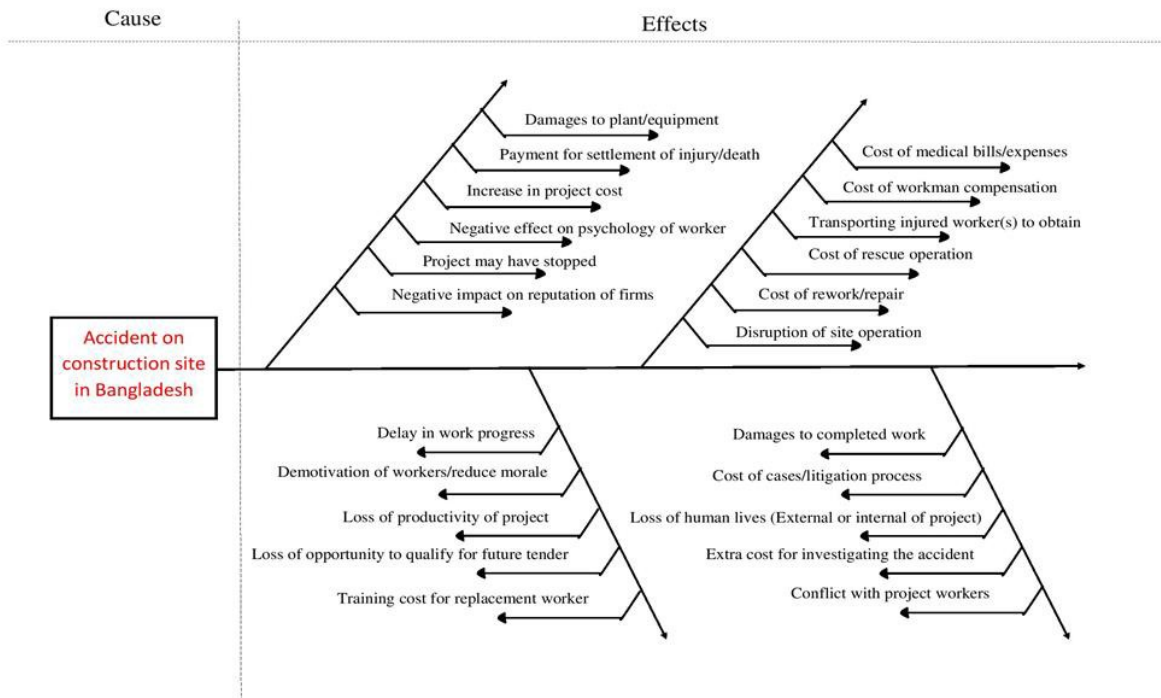 Cause
Effects
Damages to plant/equipment
Payment for settlement of injury/death
Increase in project cost
Negative effect on psychology of worker
Project may have stopped
Negative impact on reputation of firms
Cost of medical bills/expenses
Cost of workman compensation
Transporting injured worker(s) to obtain
Cost of rescue operation
Cost of rework/repair
Disruption of site operation
Accident on
construction site
in Bangladesh
Delay in work progress
Demotivation of workers/reduce morale
Loss of productivity of project
Loss of opportunity to qualify for future tender
Training cost for replacement worker
Damages to completed work
Cost of cases/litigation process
Loss of human lives (External or internal of project)
Extra cost for investigating the accident
Conflict with project workers